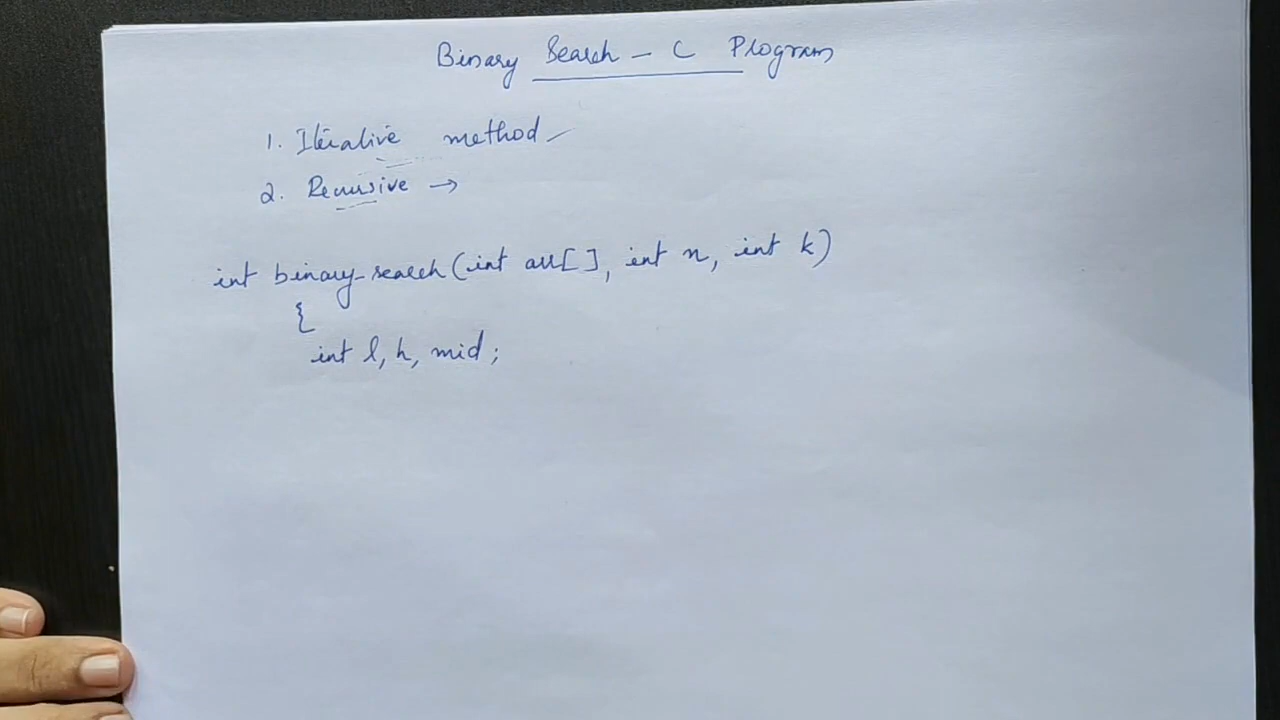 Binary Search - C Program
1. Iterative method
2. Recursive →
int binary-search(int arr[], int n, int k)
{
int l, h, mid;